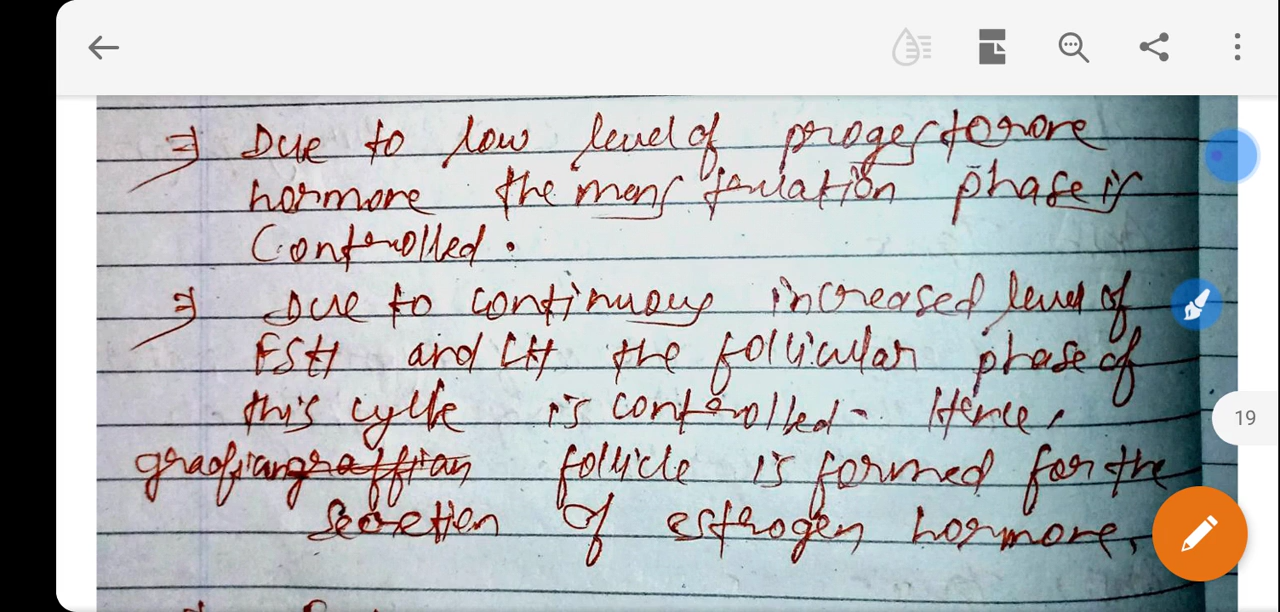 ⇒ Due to low level of progestorone
hormone the menstrulation phase is
Controlled.
⇒ Due to continuous increased level of
FSH and LH the follicular phase of
this cycle is controlled. Hence,
graafian graffian follicle is formed for the
secretion of estrogen hormone.
19